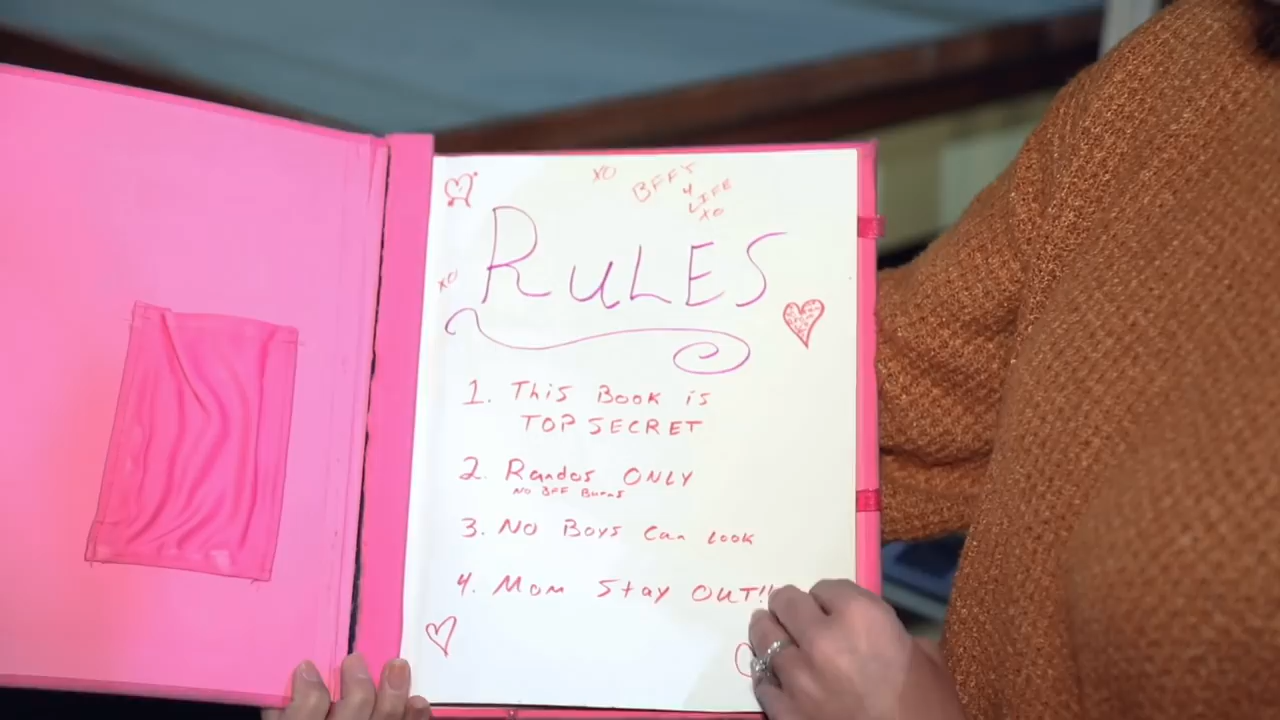 XO
BFFS
4
LIFE
XO
RULES
XO
1. This Book is
TOP SECRET
2. Randos ONLY
NO BFF Burns
3. NO Boys Can look
4. Mom Stay OUT!!